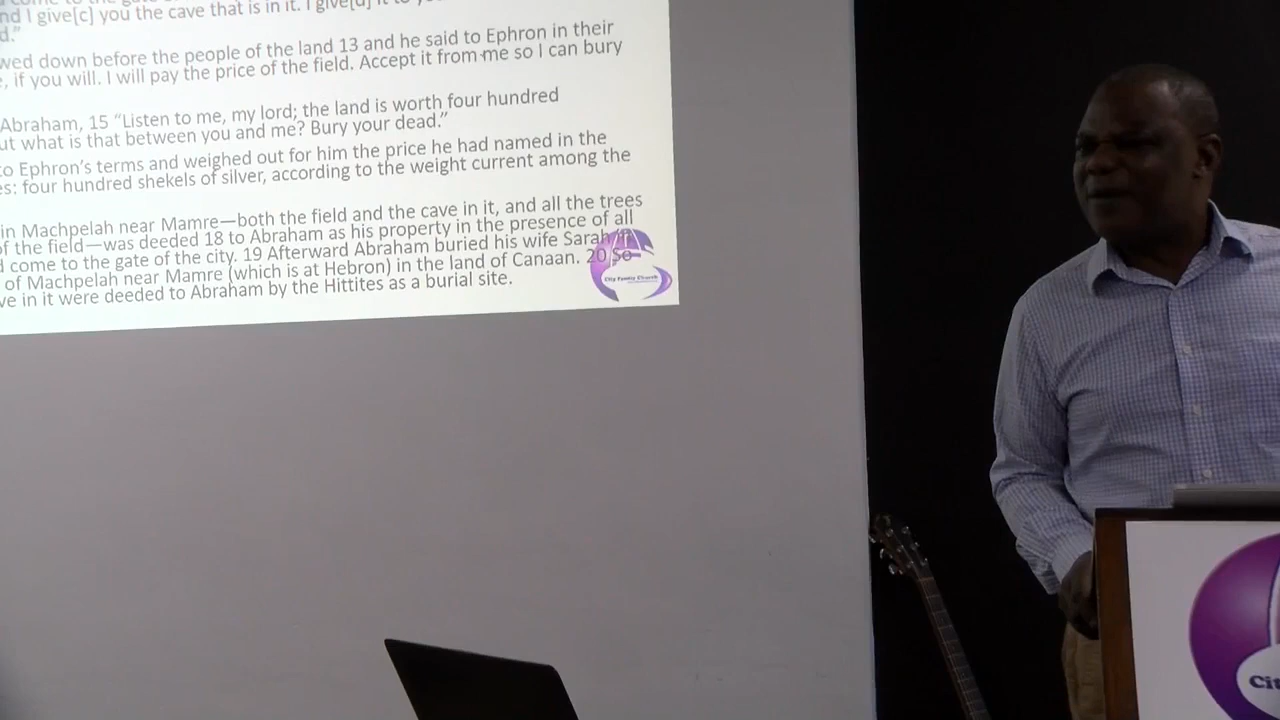 nd I give[c] you the cave that is in it. I give[d] it to
d.”
wed down before the people of the land 13 and he said to Ephron in their
, if you will. I will pay the price of the field. Accept it from me so I can bury
Abraham, 15 “Listen to me, my lord; the land is worth four hundred
ut what is that between you and me? Bury your dead.”
to Ephron’s terms and weighed out for him the price he had named in the
es: four hundred shekels of silver, according to the weight current among the
in Machpelah near Mamre—both the field and the cave in it, and all the trees
of the field—was deeded 18 to Abraham as his property in the presence of all
d come to the gate of the city. 19 Afterward Abraham buried his wife Sarah in
of Machpelah near Mamre (which is at Hebron) in the land of Canaan. 20 So
ve in it were deeded to Abraham by the Hittites as a burial site.
City Family Church
Cit